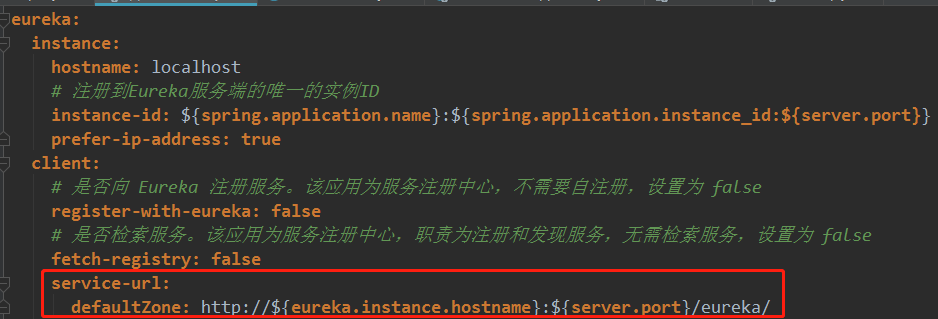 eureka:
  instance:
    hostname: localhost
    # 注册到Eureka服务端的唯一的实例ID
    instance-id: ${spring.application.name}:${spring.application.instance_id:${server.port}}
    prefer-ip-address: true
  client:
    # 是否向 Eureka 注册服务。该应用为服务注册中心，不需要自注册，设置为 false
    register-with-eureka: false
    # 是否检索服务。该应用为服务注册中心，职责为注册和发现服务，无需检索服务，设置为 false
    fetch-registry: false
    service-url:
      defaultZone: http://${eureka.instance.hostname}:${server.port}/eureka/